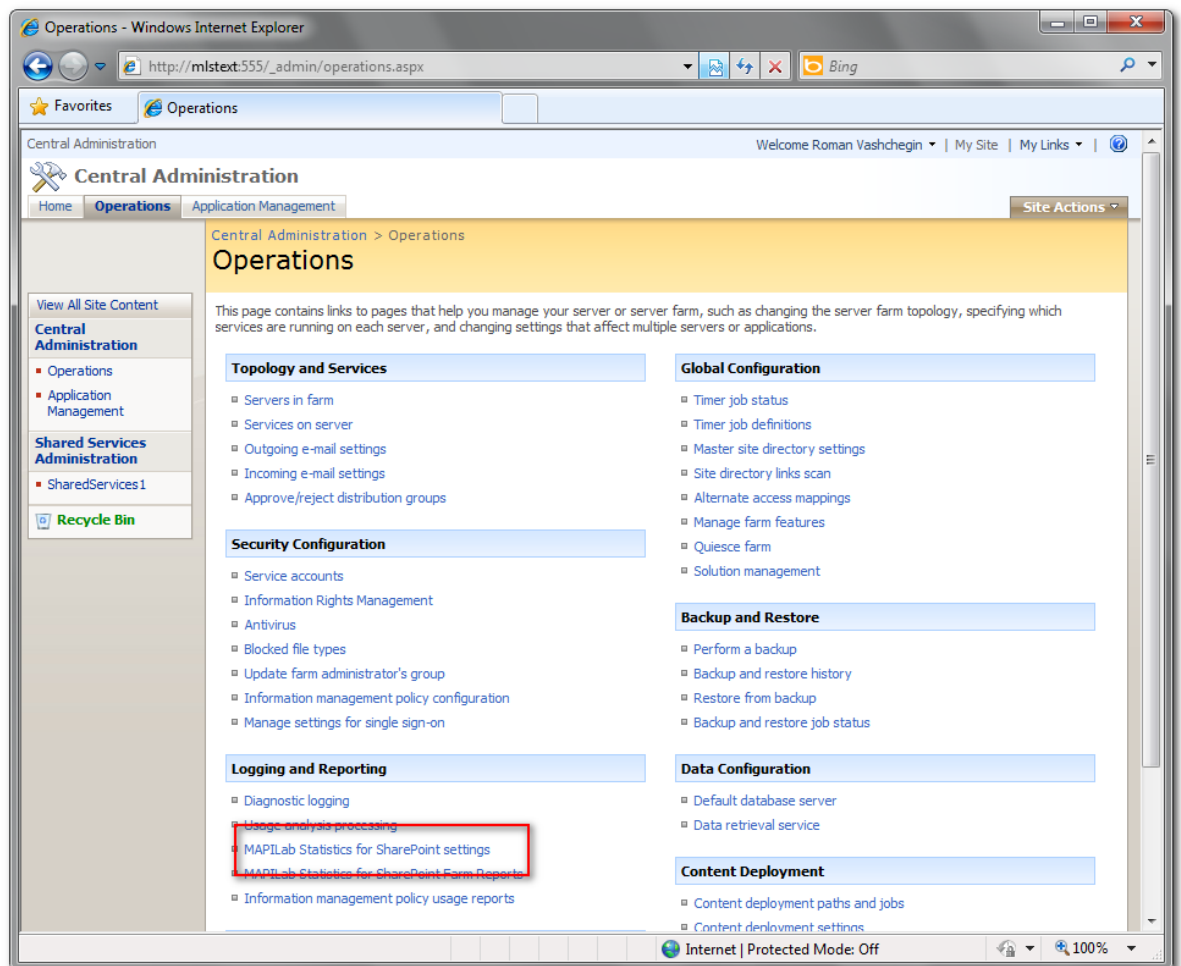 Operations - Windows Internet Explorer
http://mlstext:555/_admin/operations.aspx
Bing
Favorites
Operations
Central Administration
Welcome Roman Vashchegin | My Site | My Links |
Central Administration
Home Operations Application Management
Site Actions
Central Administration > Operations
Operations
View All Site Content
Central
Administration
Operations
Application
Management
Shared Services
Administration
SharedServices1
Recycle Bin
This page contains links to pages that help you manage your server or server farm, such as changing the server farm topology, specifying which
services are running on each server, and changing settings that affect multiple servers or applications.
Topology and Services
Servers in farm
Services on server
Outgoing e-mail settings
Incoming e-mail settings
Approve/reject distribution groups
Security Configuration
Service accounts
Information Rights Management
Antivirus
Blocked file types
Update farm administrator's group
Information management policy configuration
Manage settings for single sign-on
Logging and Reporting
Diagnostic logging
Usage analysis processing
MAPILab Statistics for SharePoint settings
MAPILab Statistics for SharePoint Farm Reports
Information management policy usage reports
Global Configuration
Timer job status
Timer job definitions
Master site directory settings
Site directory links scan
Alternate access mappings
Manage farm features
Quiesce farm
Solution management
Backup and Restore
Perform a backup
Backup and restore history
Restore from backup
Backup and restore job status
Data Configuration
Default database server
Data retrieval service
Content Deployment
Content deployment paths and jobs
Content deployment settings
Internet | Protected Mode: Off
100%